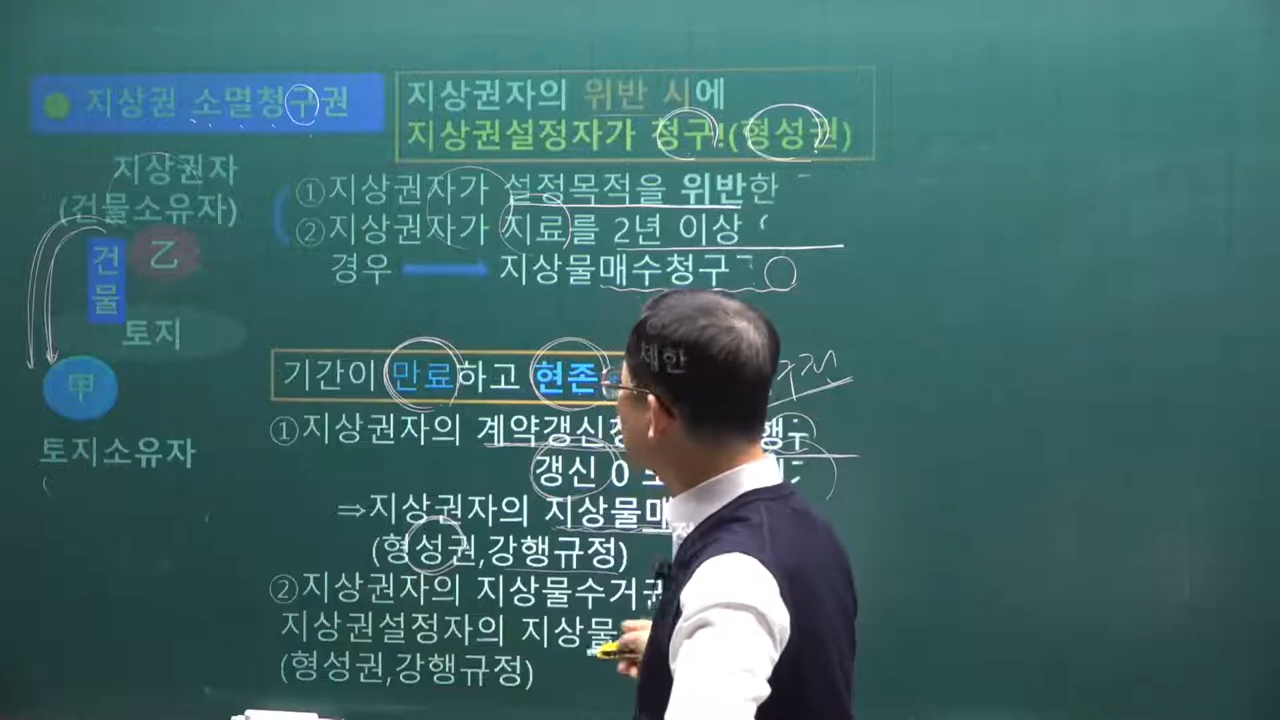 지상권 소멸청구권
지상권자의 위반 시에
지상권설정자가 청구!(형성권)
지상권자
(건물소유자)
①지상권자가 설정목적을 위반한
②지상권자가 지료를 2년 이상
경우 지상물매수청구
건물
乙
토지
甲
토지소유자
제한
기간이 만료하고 현존
①지상권자의 계약갱신
갱신 0
⇒지상권자의 지상물매
(형성권,강행규정)
②지상권자의 지상물수거
지상권설정자의 지상물
(형성권,강행규정)